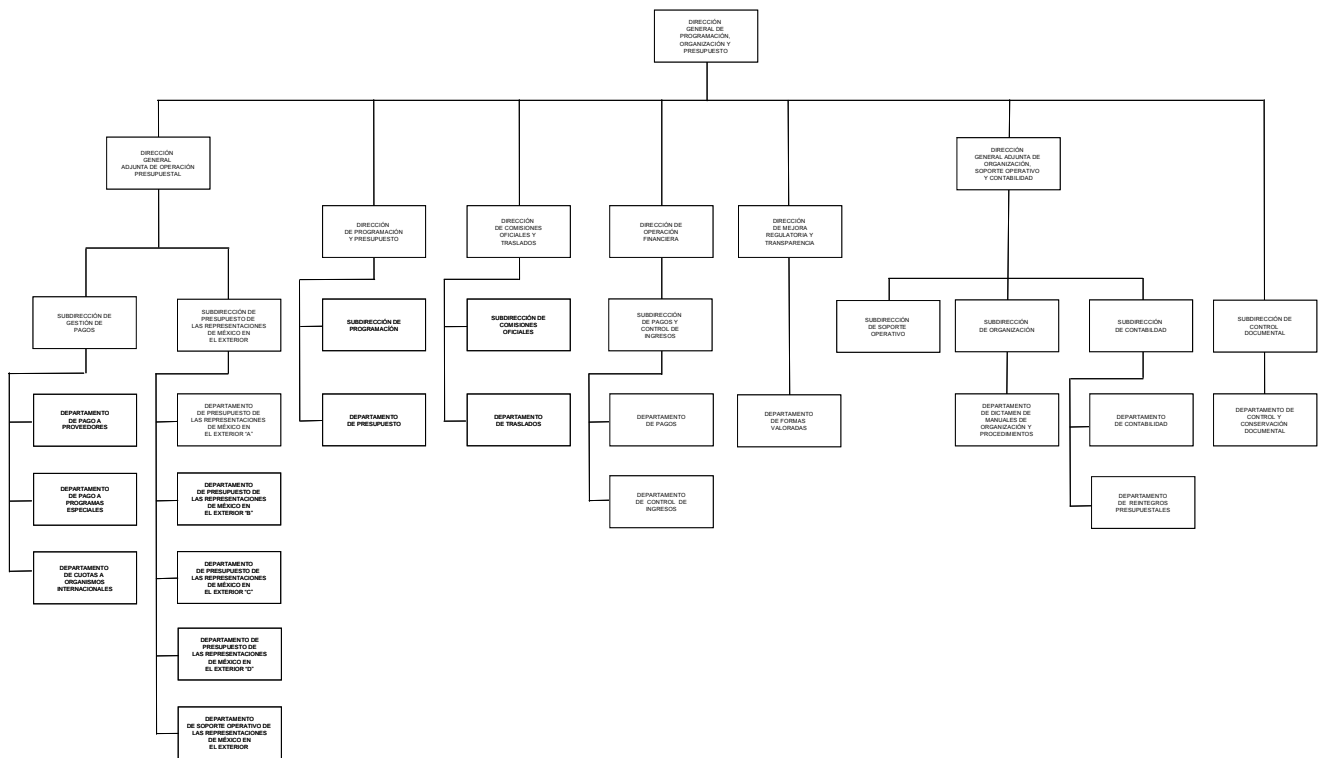 DIRECCIÓN
GENERAL DE
PROGRAMACIÓN,
ORGANIZACIÓN Y
PRESUPUESTO
DIRECCIÓN
GENERAL
ADJUNTA DE OPERACIÓN
PRESUPUESTAL
DIRECCIÓN
GENERAL ADJUNTA DE
ORGANIZACIÓN,
SOPORTE OPERATIVO
Y CONTABILIDAD
DIRECCIÓN
DE PROGRAMACIÓN
Y PRESUPUESTO
DIRECCIÓN
DE COMISIONES
OFICIALES Y
TRASLADOS
DIRECCIÓN DE
OPERACIÓN
FINANCIERA
DIRECCIÓN
DE MEJORA
REGULATORIA Y
TRANSPARENCIA
SUBDIRECCIÓN DE
GESTIÓN DE
PAGOS
SUBDIRECCIÓN DE
PRESUPUESTO DE
LAS REPRESENTACIONES
DE MÉXICO EN
EL EXTERIOR
SUBDIRECCIÓN DE
PROGRAMACIÓN
SUBDIRECCIÓN DE
COMISIONES
OFICIALES
SUBDIRECCIÓN
DE PAGOS Y
CONTROL DE
INGRESOS
SUBDIRECCIÓN
DE SOPORTE
OPERATIVO
SUBDIRECCIÓN
DE ORGANIZACIÓN
SUBDIRECCIÓN
DE CONTABILDAD
SUBDIRECCIÓN DE
CONTROL
DOCUMENTAL
DEPARTAMENTO
DE PAGO A
PROVEEDORES
DEPARTAMENTO
DE PRESUPUESTO DE
LAS REPRESENTACIONES
DE MÉXICO EN
EL EXTERIOR "A"
DEPARTAMENTO
DE PRESUPUESTO
DEPARTAMENTO
DE TRASLADOS
DEPARTAMENTO
DE PAGOS
DEPARTAMENTO
DE FORMAS
VALORADAS
DEPARTAMENTO
DE DICTAMEN DE
MANUALES DE
ORGANIZACIÓN Y
PROCEDIMIENTOS
DEPARTAMENTO
DE CONTABILIDAD
DEPARTAMENTO DE
CONTROL Y
CONSERVACIÓN
DOCUMENTAL
DEPARTAMENTO
DE PAGO A
PROGRAMAS
ESPECIALES
DEPARTAMENTO
DE PRESUPUESTO DE
LAS REPRESENTACIONES
DE MÉXICO EN
EL EXTERIOR "B"
DEPARTAMENTO
DE CONTROL DE
INGRESOS
DEPARTAMENTO
DE REINTEGROS
PRESUPUESTALES
DEPARTAMENTO
DE CUOTAS A
ORGANISMOS
INTERNACIONALES
DEPARTAMENTO
DE PRESUPUESTO DE
LAS REPRESENTACIONES
DE MÉXICO EN
EL EXTERIOR "C"
DEPARTAMENTO DE
PRESUPUESTO DE
LAS REPRESENTACIONES
DE MÉXICO EN
EL EXTERIOR "D"
DEPARTAMENTO
DE SOPORTE OPERATIVO DE
LAS REPRESENTACIONES
DE MÉXICO EN
EL EXTERIOR